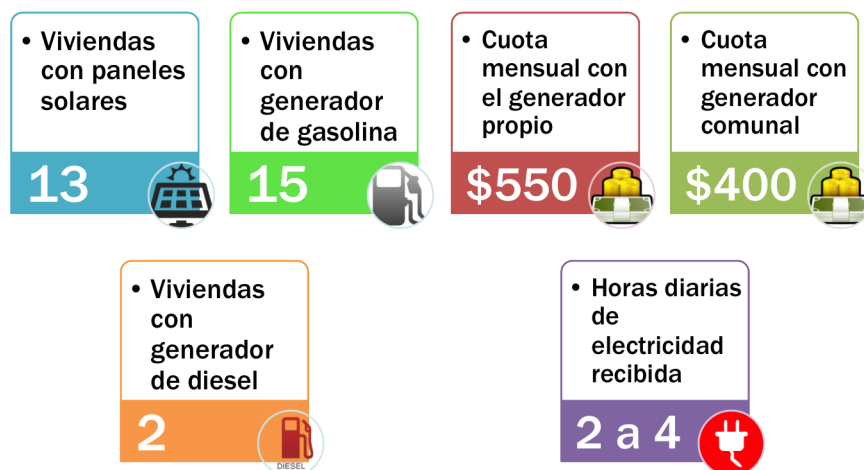 • Viviendas
con paneles
solares
13
• Viviendas
con
generador
de gasolina
15
• Cuota
mensual con
el generador
propio
$550
• Cuota
mensual con
generador
comunal
$400
• Viviendas
con
generador
de diesel
2
DIESEL
• Horas diarias
de
electricidad
recibida
2 a 4